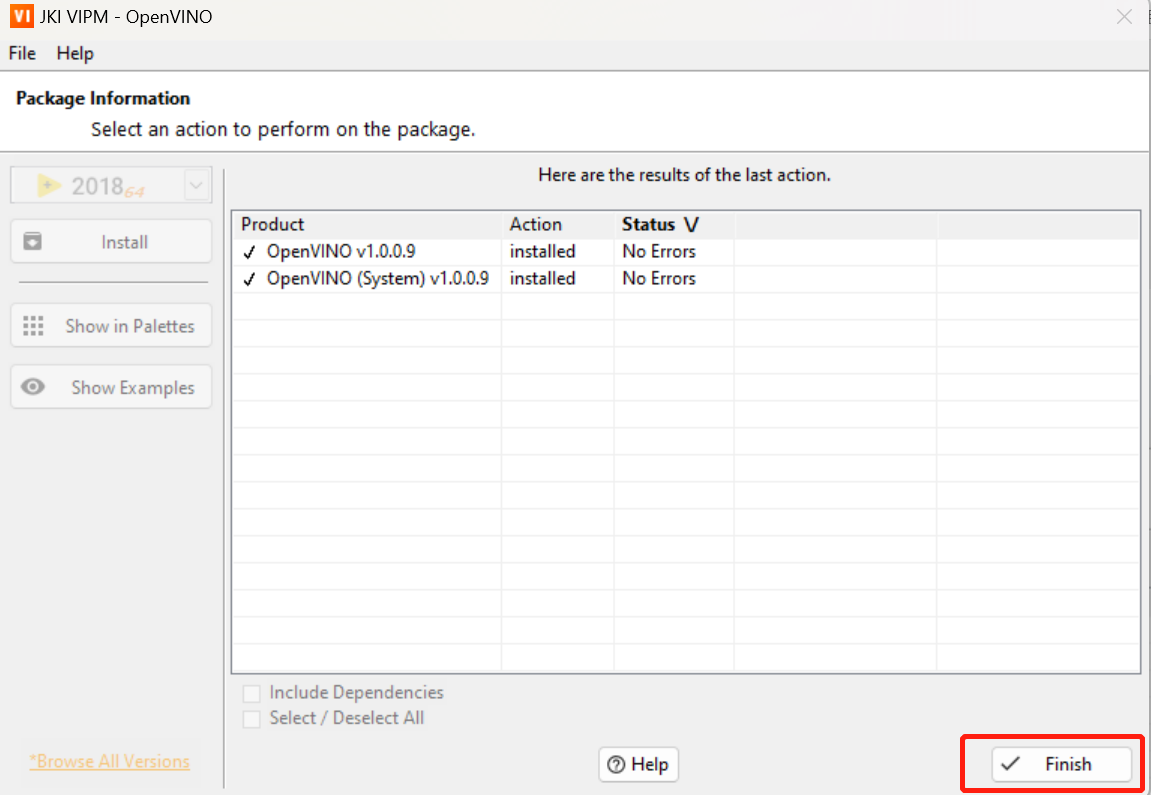 VI JKI VIPM - OpenVINO
File Help
Package Information
Select an action to perform on the package.
2018 64
Install
Show in Palettes
Show Examples
*Browse All Versions
Here are the results of the last action.
Product Action Status V
OpenVINO v1.0.0.9 installed No Errors
OpenVINO (System) v1.0.0.9 installed No Errors
Include Dependencies
Select / Deselect All
Help
Finish